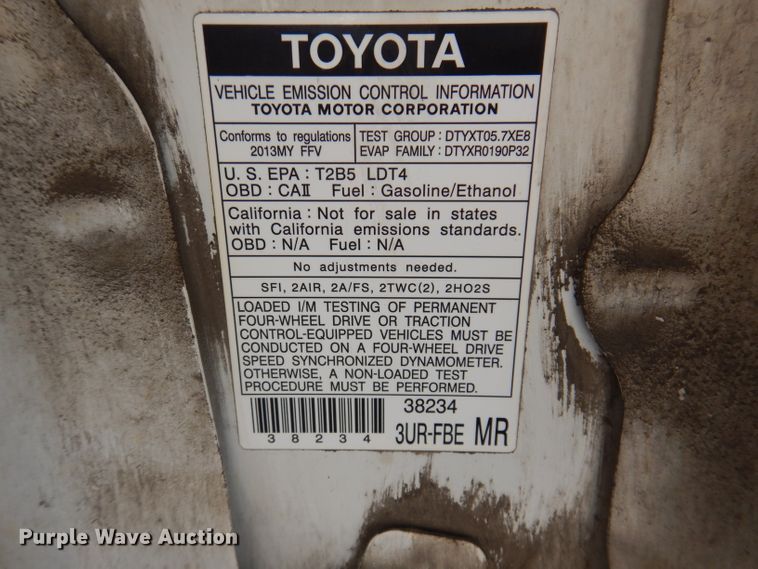 TOYOTA
VEHICLE EMISSION CONTROL INFORMATION
TOYOTA MOTOR CORPORATION
Conforms to regulations
2013MY FFV
TEST GROUP : DTYXT05.7XE8
EVAP FAMILY : DTYXR0190P32
U. S. EPA : T2B5 LDT4
OBD : CAⅡ Fuel : Gasoline/Ethanol
California : Not for sale in states
with California emissions standards.
OBD : N/A Fuel : N/A
No adjustments needed.
SFI, 2AIR, 2A/FS, 2TWC(2), 2HO2S
LOADED I/M TESTING OF PERMANENT
FOUR-WHEEL DRIVE OR TRACTION
CONTROL-EQUIPPED VEHICLES MUST BE
CONDUCTED ON A FOUR-WHEEL DRIVE
SPEED SYNCHRONIZED DYNAMOMETER.
OTHERWISE, A NON-LOADED TEST
PROCEDURE MUST BE PERFORMED.
38234
38234
3UR-FBE MR
Purple Wave Auction